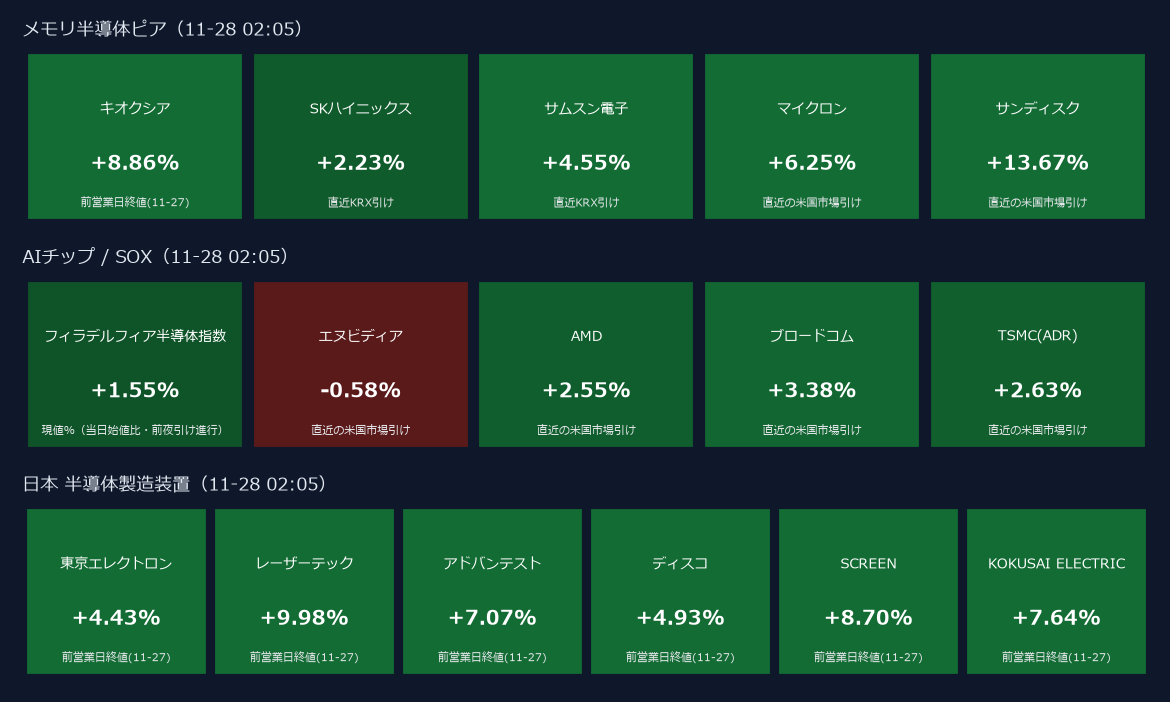 メモリ半導体ピア（11-28 02:05）
キオクシア
+8.86%
前営業日終値(11-27)
SKハイニックス
+2.23%
直近KRX引け
サムスン電子
+4.55%
直近KRX引け
マイクロン
+6.25%
直近の米国市場引け
サンディスク
+13.67%
直近の米国市場引け
AIチップ / SOX（11-28 02:05）
フィラデルフィア半導体指数
+1.55%
現値%（当日始値比・前夜引け進行）
エヌビディア
-0.58%
直近の米国市場引け
AMD
+2.55%
直近の米国市場引け
ブロードコム
+3.38%
直近の米国市場引け
TSMC(ADR)
+2.63%
直近の米国市場引け
日本 半導体製造装置（11-28 02:05）
東京エレクトロン
+4.43%
前営業日終値(11-27)
レーザーテック
+9.98%
前営業日終値(11-27)
アドバンテスト
+7.07%
前営業日終値(11-27)
ディスコ
+4.93%
前営業日終値(11-27)
SCREEN
+8.70%
前営業日終値(11-27)
KOKUSAI ELECTRIC
+7.64%
前営業日終値(11-27)